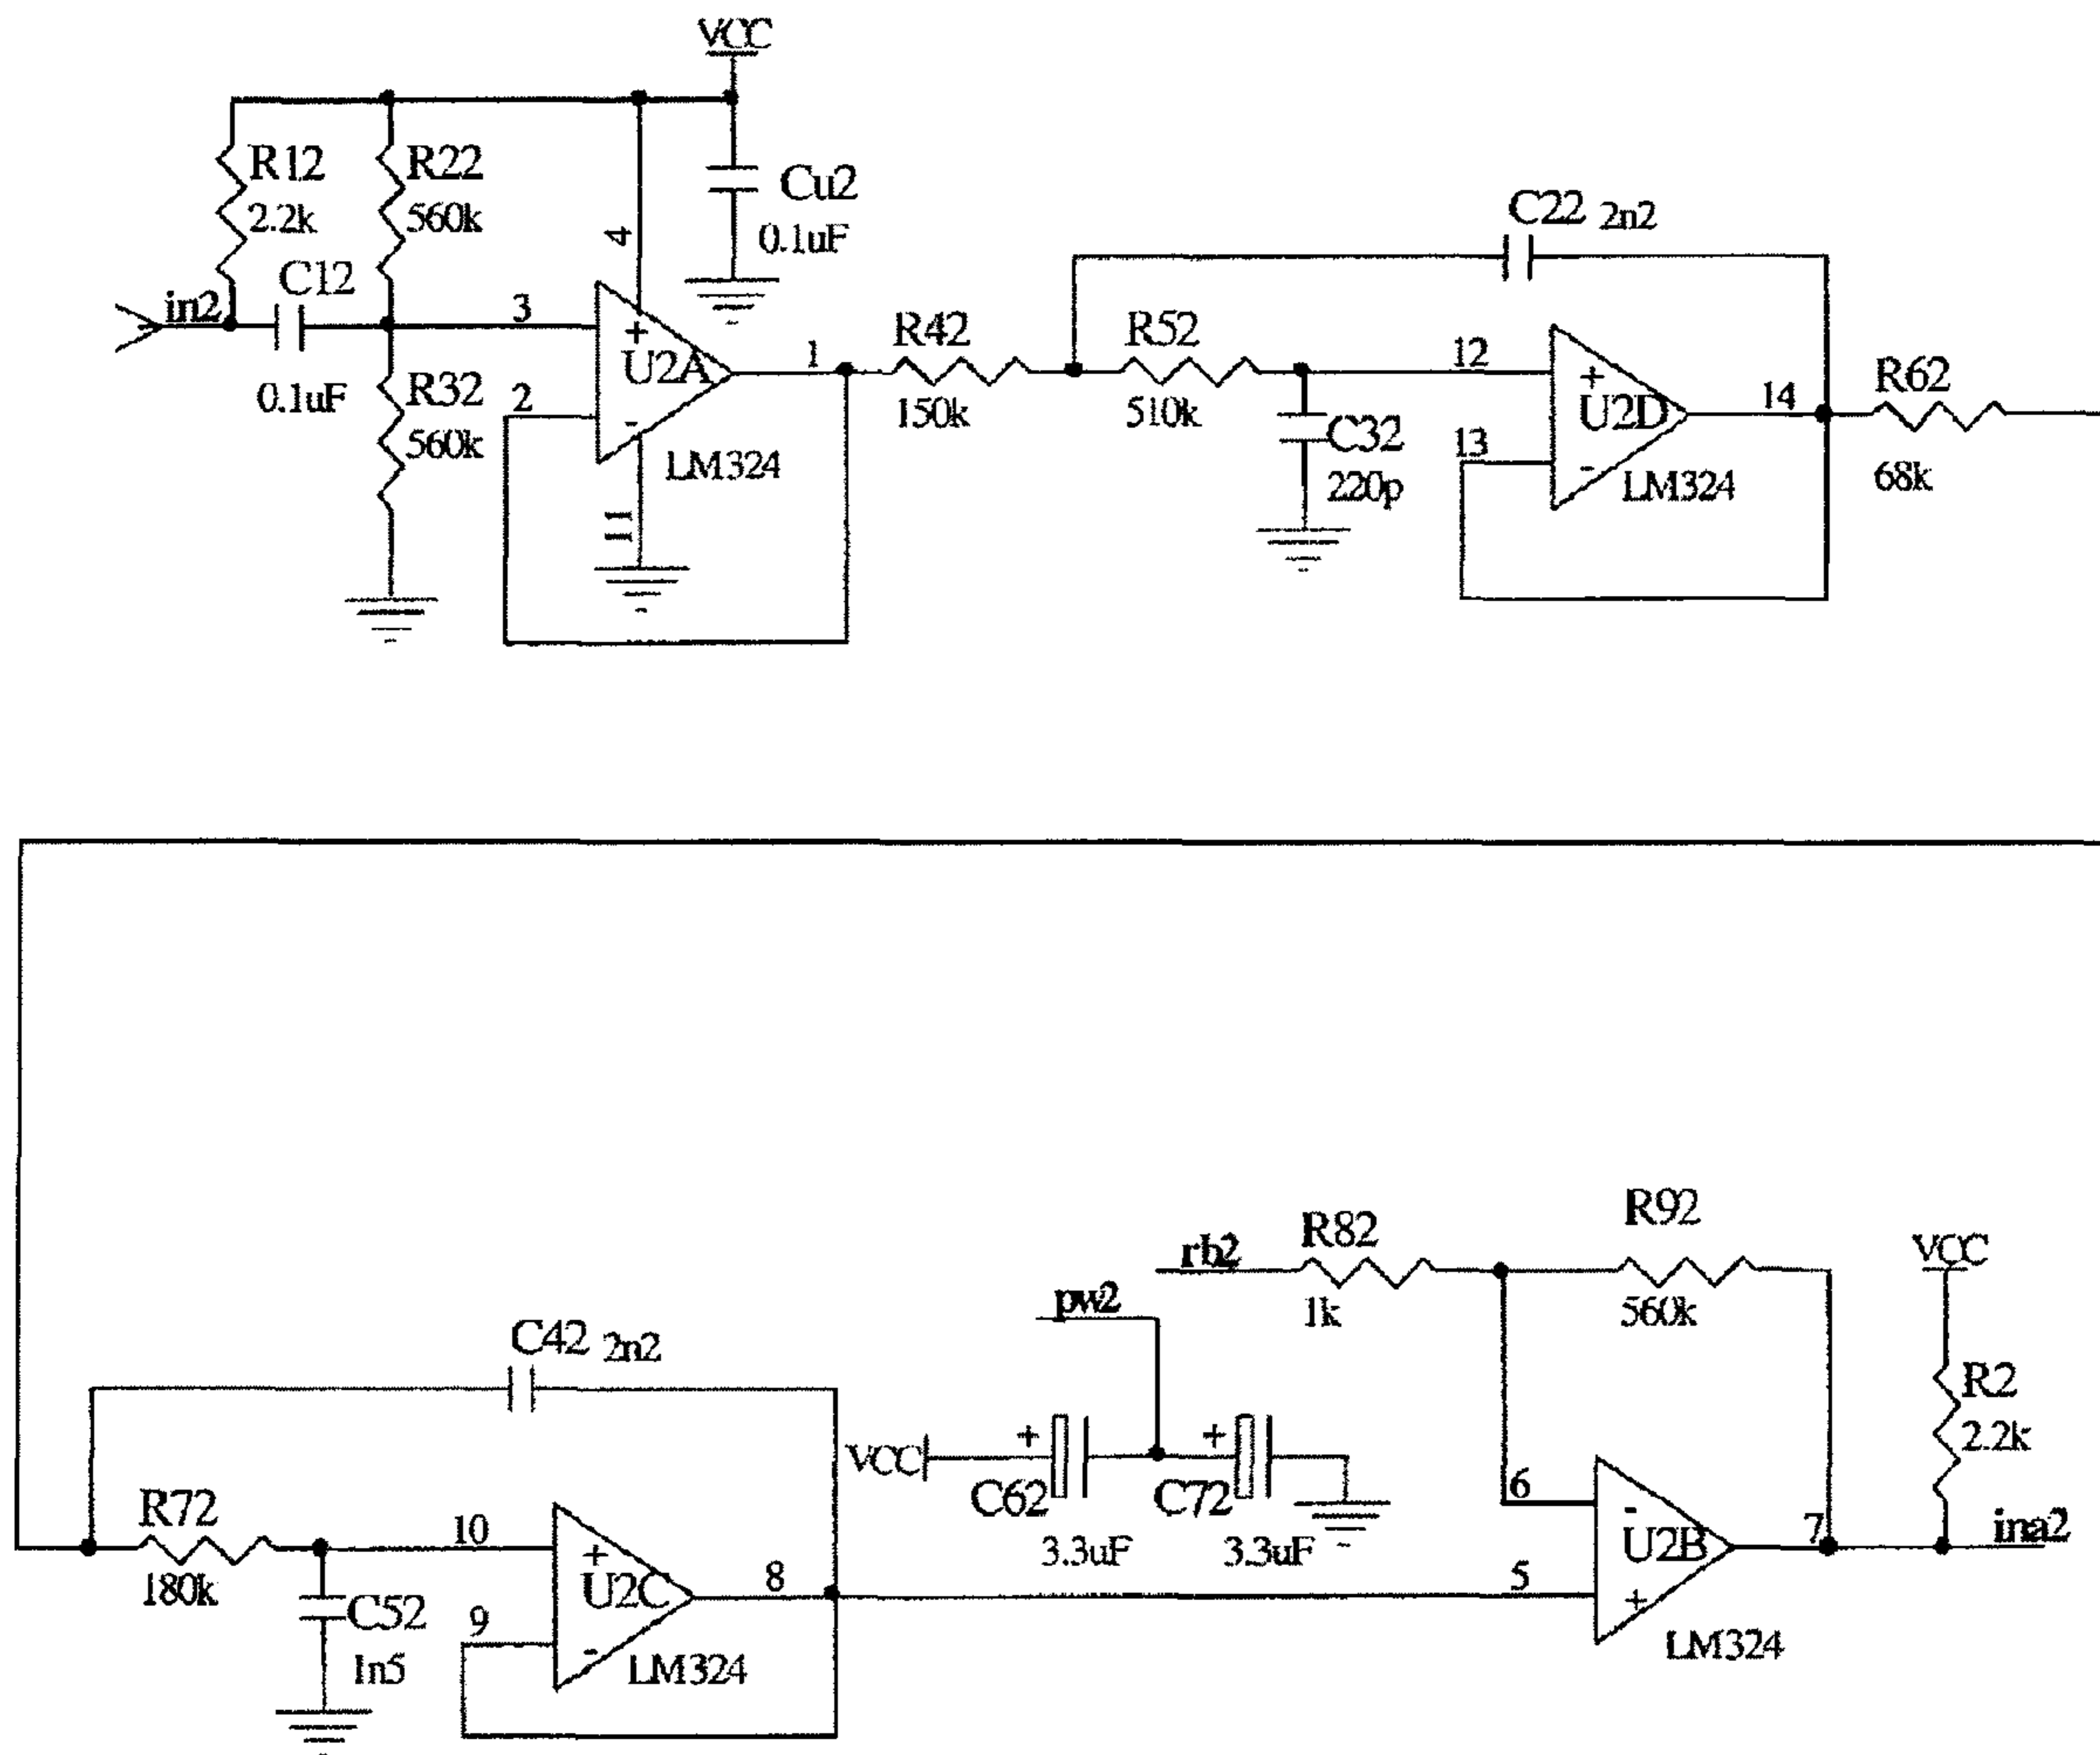 VCC
R12
2.2k
R22
560k
Cu2
0.1uF
4
C22 2n2
in2
C12
0.1uF
3
+
U2A
2
-
LM324
11
1
R32
560k
R42
150k
R52
510k
12
+
U2D
13
-
LM324
14
C32
220p
R62
68k
rb2
R82
1k
R92
560k
VCC
pw2
R2
2.2k
C42 2n2
VCC
+
C62
3.3uF
+
C72
3.3uF
6
-
U2B
7
ina2
5
+
LM324
R72
180k
10
+
U2C
8
9
-
LM324
C52
1n5